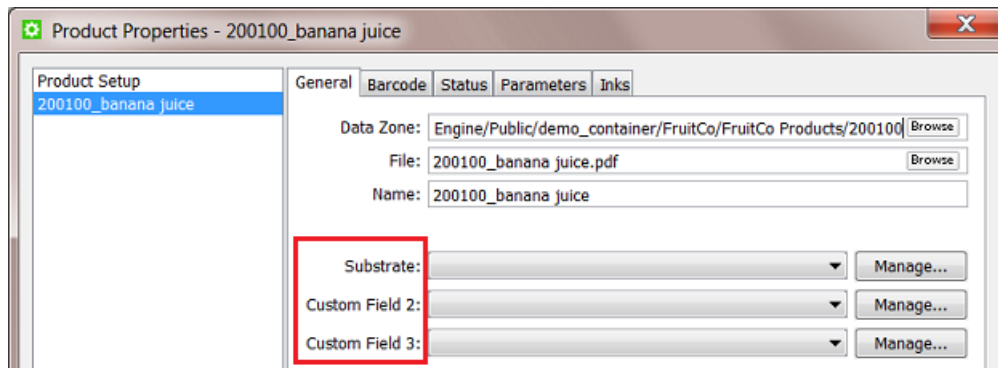 Product Properties - 200100_banana juice
X
Product Setup
200100_banana juice
General Barcode Status Parameters Inks
Data Zone: Engine/Public/demo_container/FruitCo/FruitCo Products/200100 Browse
File: 200100_banana juice.pdf Browse
Name: 200100_banana juice
Substrate: Manage...
Custom Field 2: Manage...
Custom Field 3: Manage...